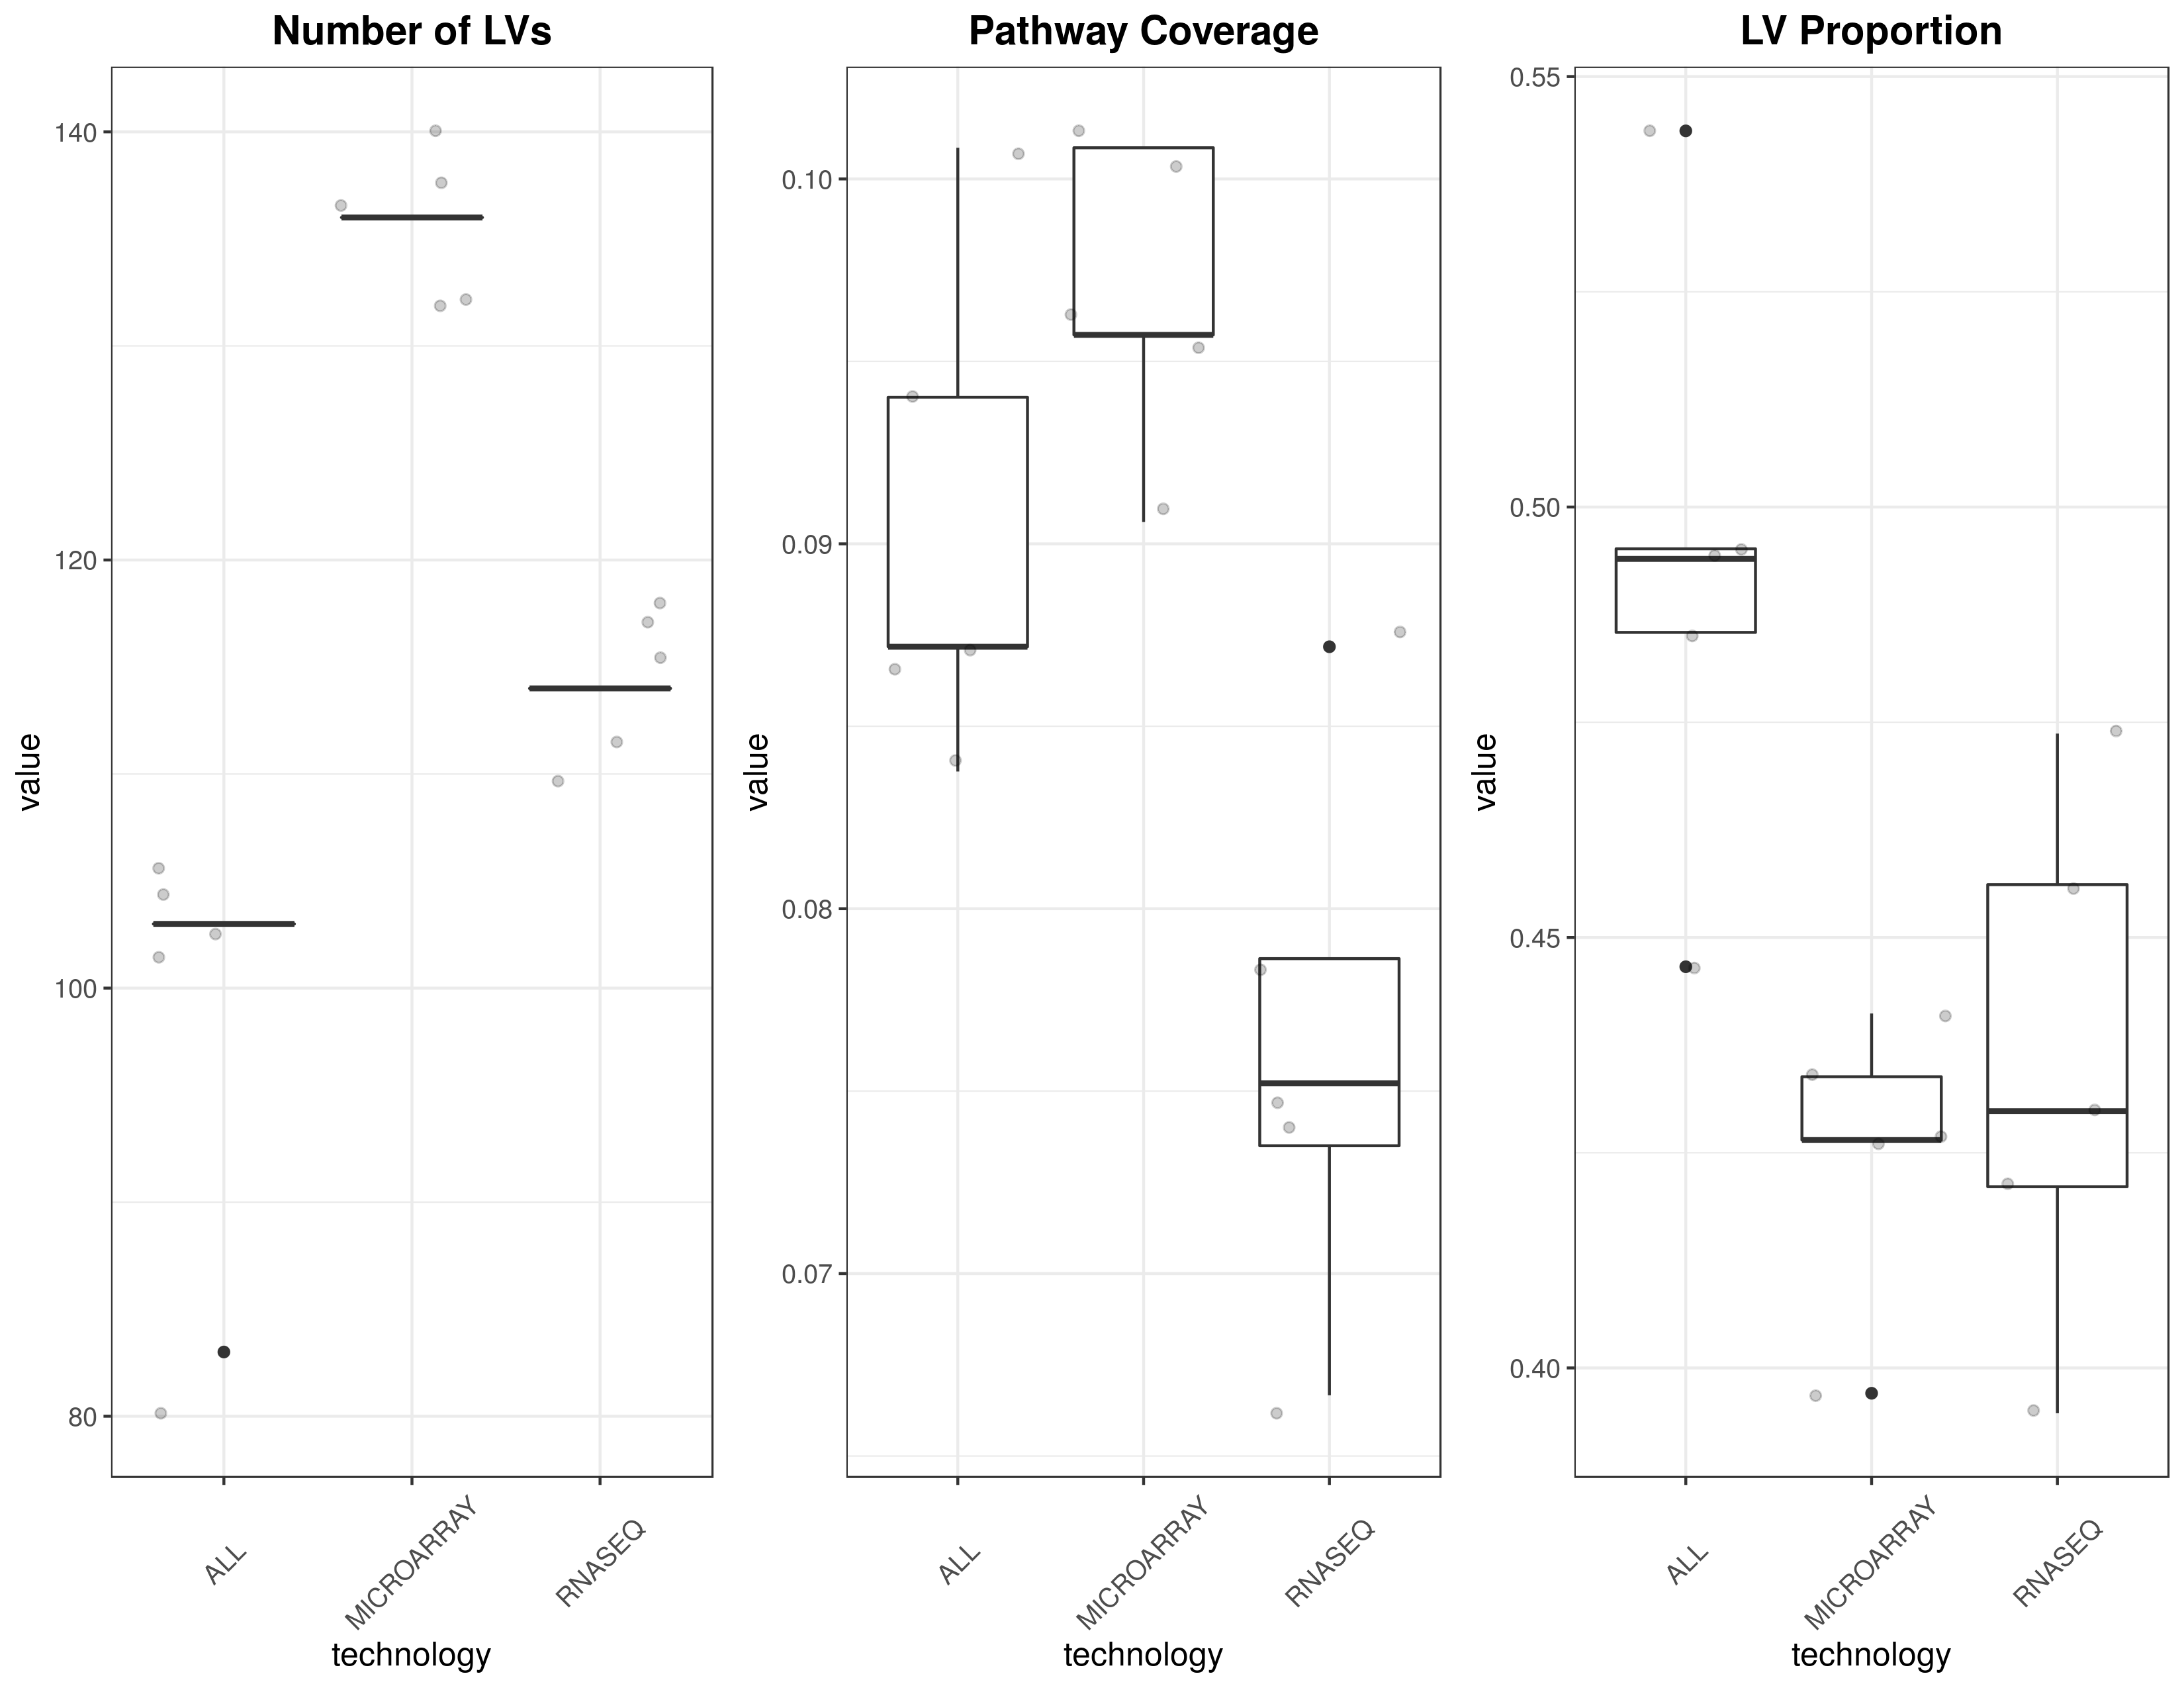 Number of LVs
140
120
100
80
value
ALL
MICROARRAY
RNASEQ
technology
Pathway Coverage
0.10
0.09
0.08
0.07
value
ALL
MICROARRAY
RNASEQ
technology
LV Proportion
0.55
0.50
0.45
0.40
value
ALL
MICROARRAY
RNASEQ
technology